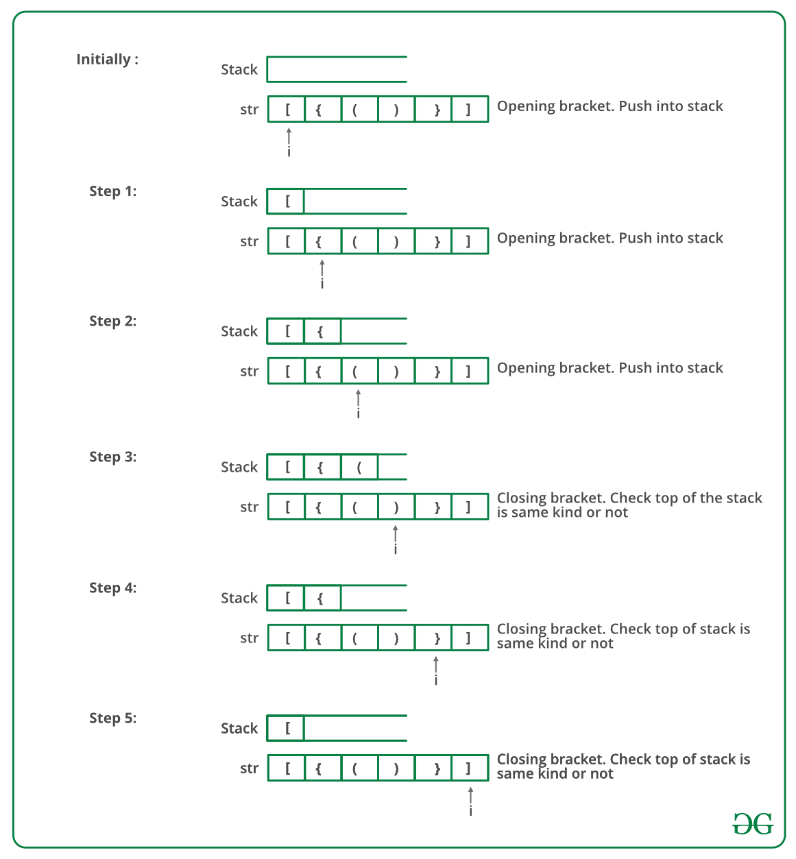 Initially :
Stack
str [ { ( ) } ] Opening bracket. Push into stack
i
Step 1:
Stack [
str [ { ( ) } ] Opening bracket. Push into stack
i
Step 2:
Stack [ {
str [ { ( ) } ] Opening bracket. Push into stack
i
Step 3:
Stack [ { (
str [ { ( ) } ] Closing bracket. Check top of the stack
is same kind or not
i
Step 4:
Stack [ {
str [ { ( ) } ] Closing bracket. Check top of stack is
same kind or not
i
Step 5:
Stack [
str [ { ( ) } ] Closing bracket. Check top of stack is
same kind or not
i